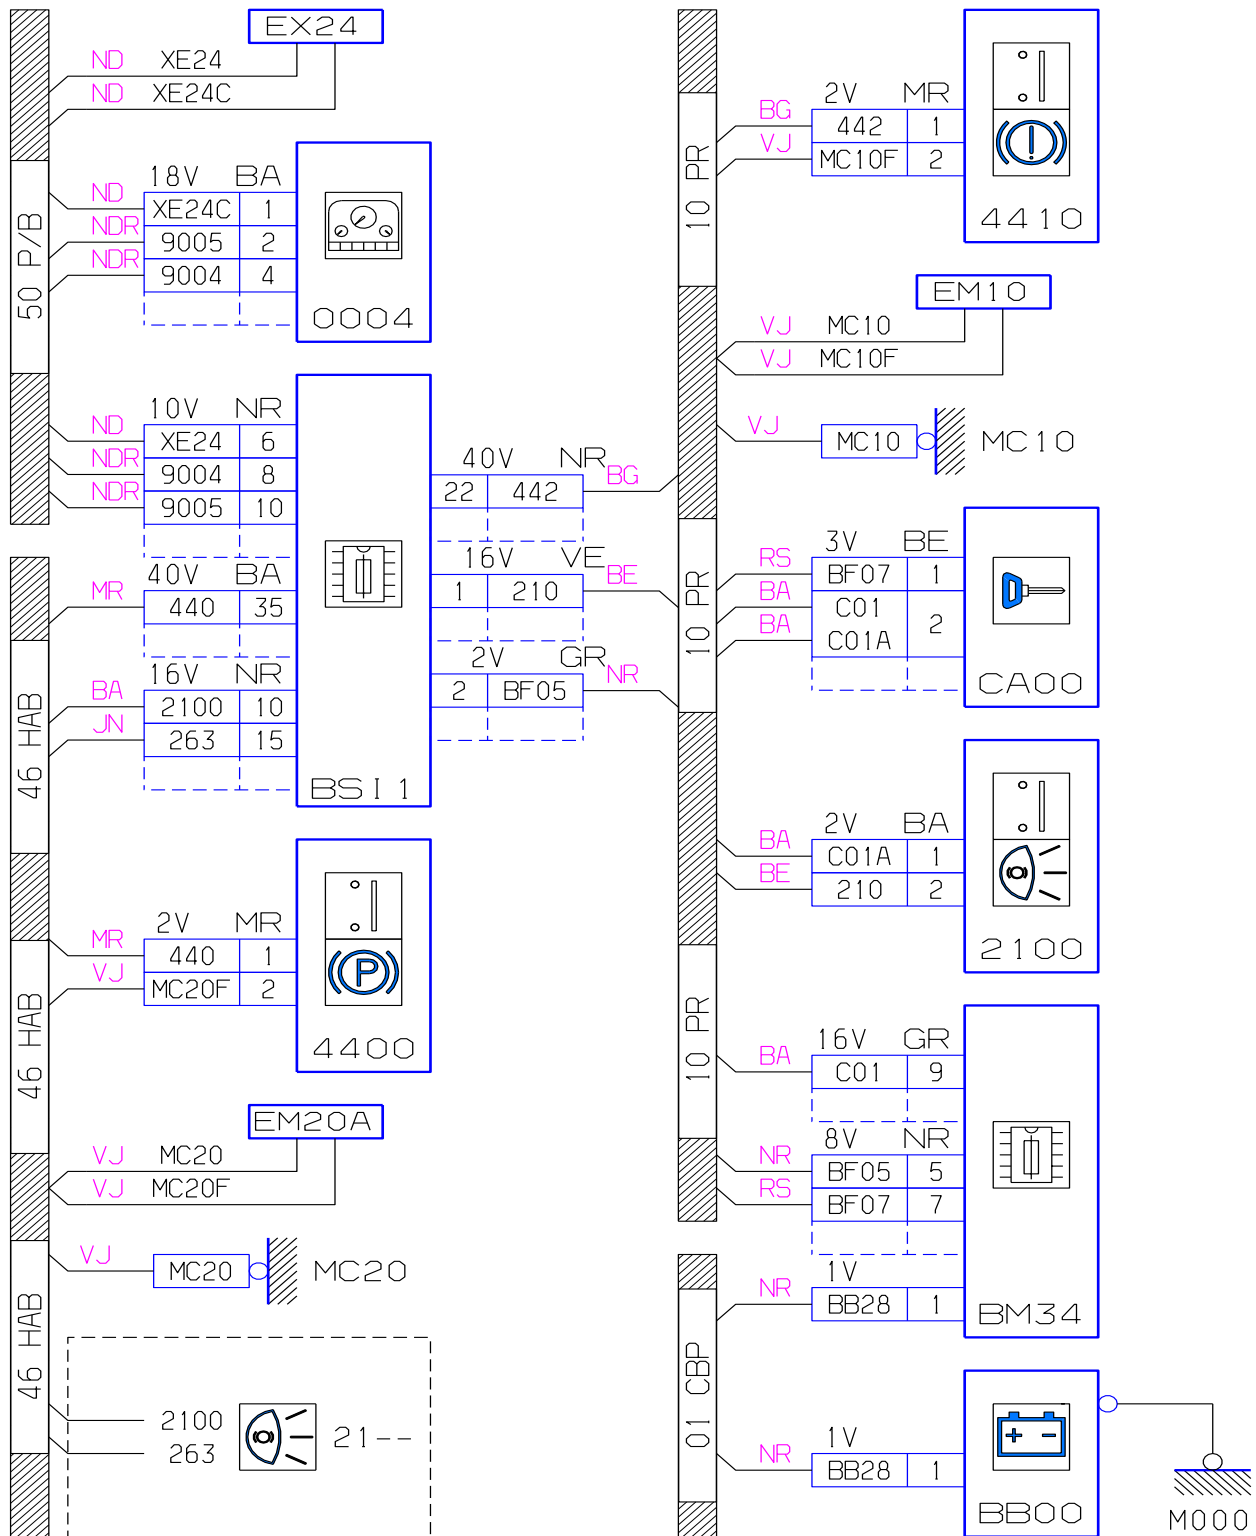 EX24
ND XE24
ND XE24C
50 P/B
18V BA
ND XE24C 1
NDR 9005 2
NDR 9004 4
0004
10V NR
ND XE24 6
NDR 9004 8
NDR 9005 10
40V BA
MR 440 35
16V NR
BA 2100 10
JN 263 15
BSI1
40V NR
22 442 BG
16V VE
1 210 BE
2V GR
2 BF05 NR
46 HAB
2V MR
MR 440 1
VJ MC20F 2
4400
46 HAB
EM20A
VJ MC20
VJ MC20F
VJ MC20 MC20
46 HAB
2100
263
21--
10 PR
2V MR
BG 442 1
VJ MC10F 2
4410
EM10
VJ MC10
VJ MC10F
VJ MC10 MC10
10 PR
3V BE
RS BF07 1
BA C01 2
BA C01A
CA00
2V BA
BA C01A 1
BE 210 2
2100
10 PR
16V GR
BA C01 9
8V NR
NR BF05 5
RS BF07 7
1V
NR BB28 1
BM34
01 CBP
1V
NR BB28 1
+ -
BB00
M000